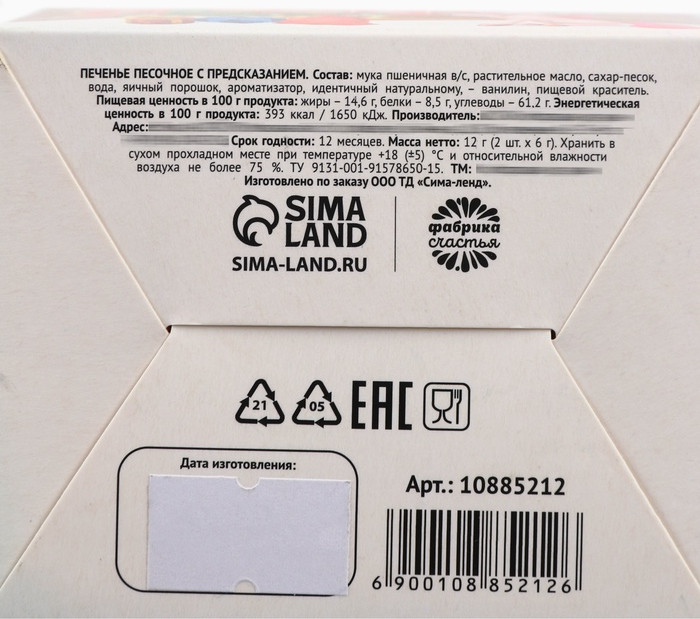 ПЕЧЕНЬЕ ПЕСОЧНОЕ С ПРЕДСКАЗАНИЕМ. Состав: мука пшеничная в/с, растительное масло, сахар-песок,
вода, яичный порошок, ароматизатор, идентичный натуральному, – ванилин, пищевой краситель.
Пищевая ценность в 100 г продукта: жиры – 14,6 г, белки – 8,5 г, углеводы – 61,2 г. Энергетическая
ценность в 100 г продукта: 393 ккал / 1650 кДж. Производитель:
Адрес:
Срок годности: 12 месяцев. Масса нетто: 12 г (2 шт. х 6 г). Хранить в
сухом прохладном месте при температуре +18 (±5) °С и относительной влажности
воздуха не более 75 %. ТУ 9131-001-91578650-15. ТМ:
Изготовлено по заказу ООО ТД «Сима-ленд».
SIMA
LAND
SIMA-LAND.RU
фабрика
счастья
21
05
EAC
Дата изготовления:
Арт.: 10885212
6 900108 852126